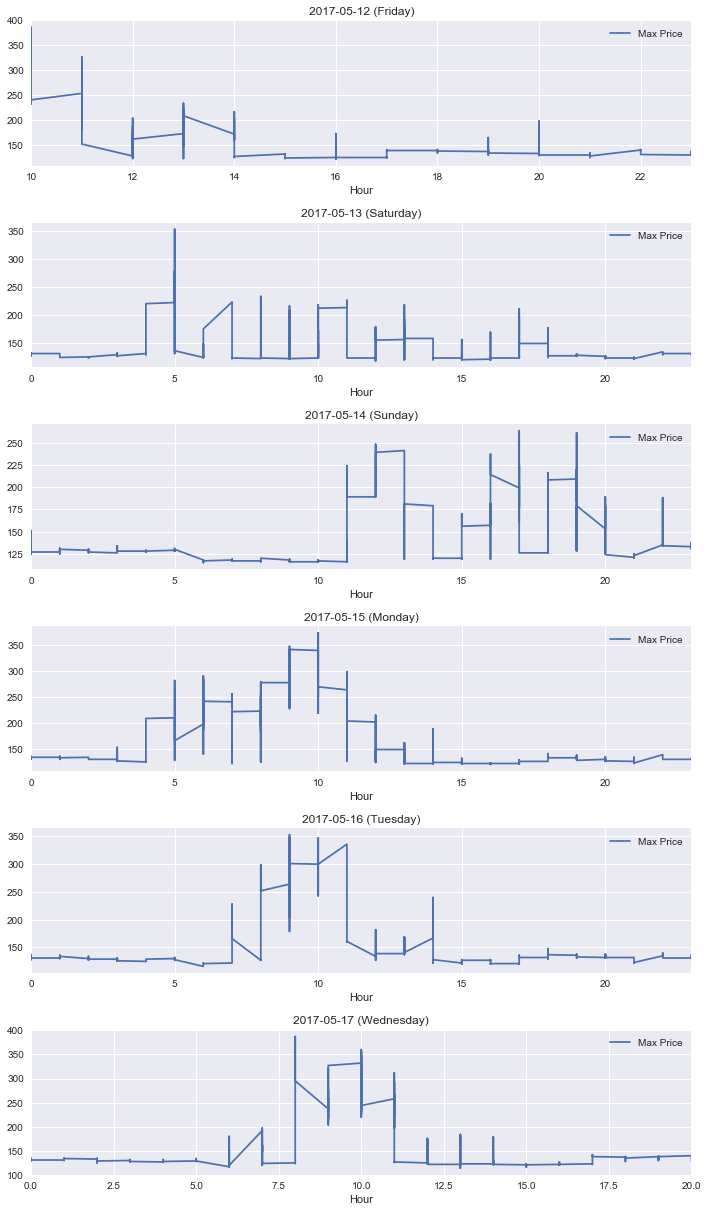 2017-05-12 (Friday)
400
350
300
250
200
150
Max Price
10 12 14 16 18 20 22
Hour
2017-05-13 (Saturday)
350
300
250
200
150
Max Price
0 5 10 15 20
Hour
2017-05-14 (Sunday)
250
225
200
175
150
125
Max Price
0 5 10 15 20
Hour
2017-05-15 (Monday)
350
300
250
200
150
Max Price
0 5 10 15 20
Hour
2017-05-16 (Tuesday)
350
300
250
200
150
Max Price
0 5 10 15 20
Hour
2017-05-17 (Wednesday)
400
350
300
250
200
150
100
Max Price
0.0 2.5 5.0 7.5 10.0 12.5 15.0 17.5 20.0
Hour